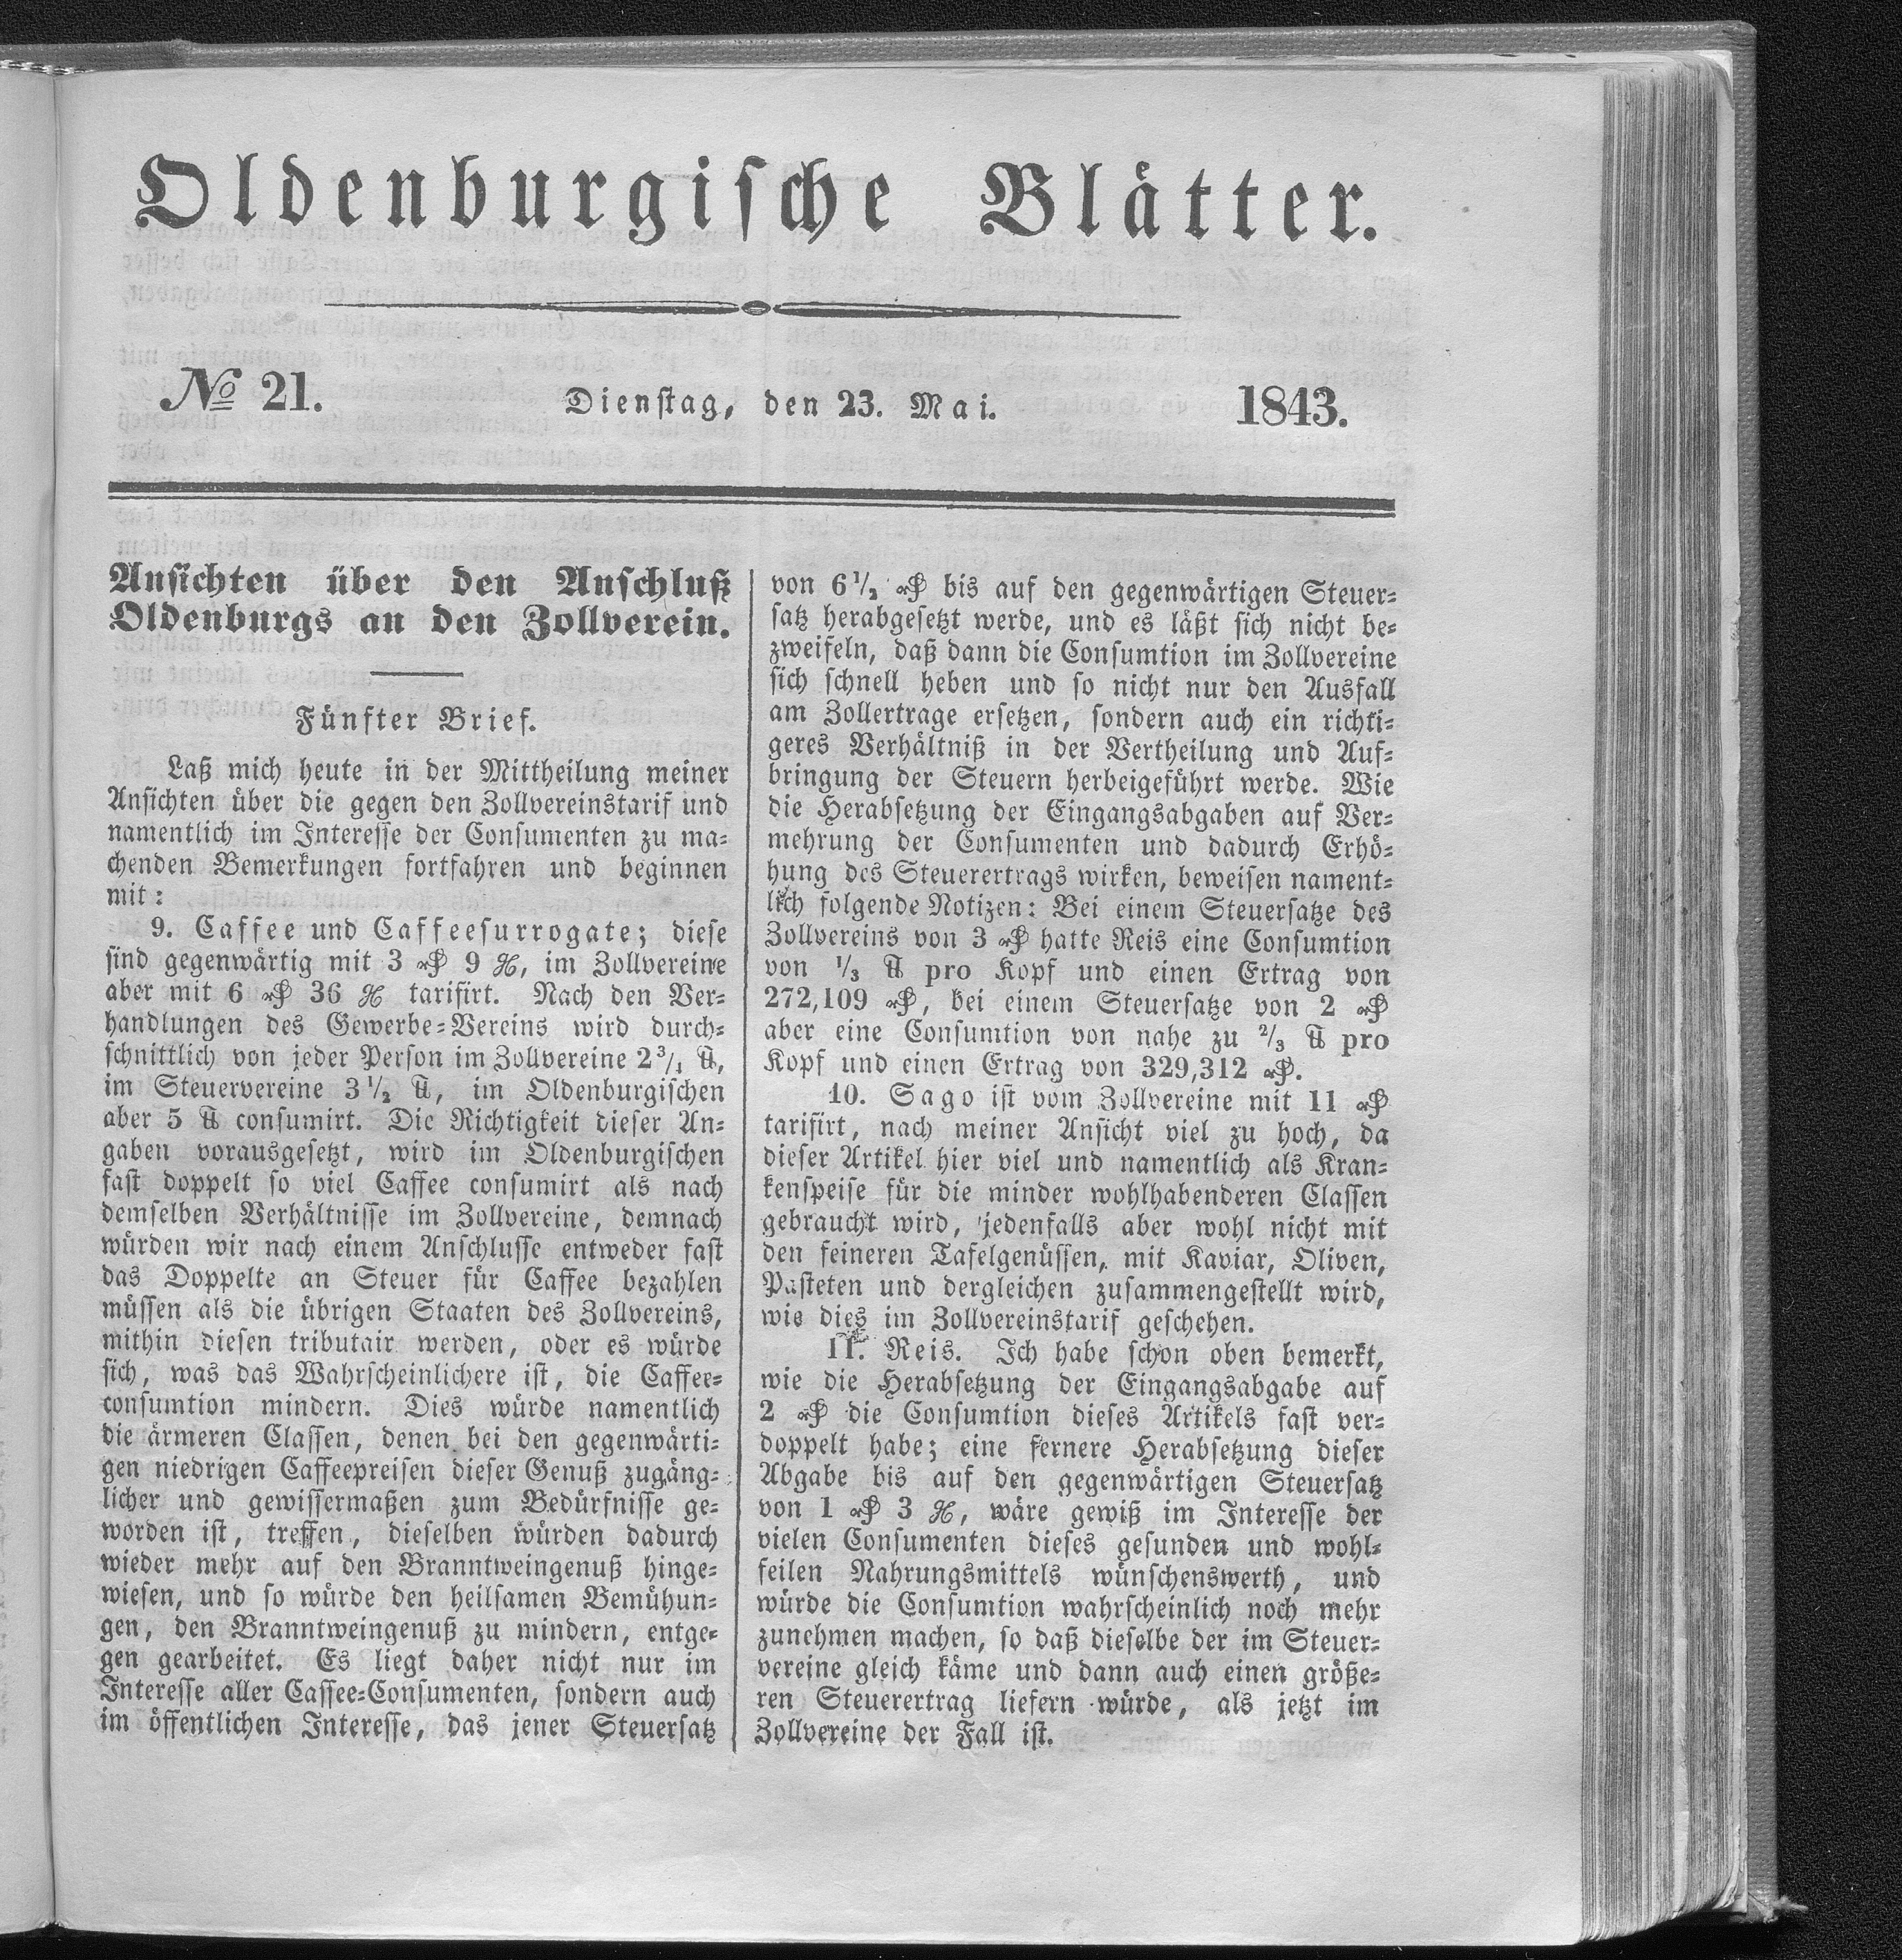 Oldenburgische Blätter.
№ 21. Dienstag, den 23. Mai. 1843.
Ansichten über den Anschluß
Oldenburgs an den Zollverein.
Fünfter Brief.
Laß mich heute in der Mittheilung meiner
Ansichten über die gegen den Zollvereinstarif und
namentlich im Interesse der Consumenten zu ma-
chenden Bemerkungen fortfahren und beginnen
mit:
9. Caffee und Caffeesurrogate; diese
sind gegenwärtig mit 3 ₰ 9 gr, im Zollvereine
aber mit 6 ₰ 36 gr tarifirt. Nach den Ver-
handlungen des Gewerbe-Vereins wird durch-
schnittlich von jeder Person im Zollvereine 2 3/4 ℔,
im Steuervereine 3 1/2 ℔, im Oldenburgischen
aber 5 ℔ consumirt. Die Richtigkeit dieser An-
gaben vorausgesetzt, wird im Oldenburgischen
fast doppelt so viel Caffee consumirt als nach
demselben Verhältnisse im Zollvereine, demnach
würden wir nach einem Anschlusse entweder fast
das Doppelte an Steuer für Caffee bezahlen
müssen als die übrigen Staaten des Zollvereins,
mithin diesen tributair werden, oder es würde
sich, was das Wahrscheinlichere ist, die Caffee-
consumtion mindern. Dies würde namentlich
die ärmeren Classen, denen bei den gegenwärti-
gen niedrigen Caffeepreisen dieser Genuß zugäng-
licher und gewissermaßen zum Bedürfnisse ge-
worden ist, treffen, dieselben würden dadurch
wieder mehr auf den Branntweingenuß hinge-
wiesen, und so würde den heilsamen Bemühun-
gen, den Branntweingenuß zu mindern, entge-
gen gearbeitet. Es liegt daher nicht nur im
Interesse aller Caffee-Consumenten, sondern auch
im öffentlichen Interesse, das jener Steuersatz
von 6 1/2 ₰ bis auf den gegenwärtigen Steuer-
satz herabgesetzt werde, und es läßt sich nicht be-
zweifeln, daß dann die Consumtion im Zollvereine
sich schnell heben und so nicht nur den Ausfall
am Zollertrage ersetzen, sondern auch ein richti-
geres Verhältniß in der Vertheilung und Auf-
bringung der Steuern herbeigeführt werde. Wie
die Herabsetzung der Eingangsabgaben auf Ver-
mehrung der Consumenten und dadurch Erhö-
hung des Steuerertrags wirken, beweisen nament-
lich folgende Notizen: Bei einem Steuersatze des
Zollvereins von 3 ₰ hatte Reis eine Consumtion
von 1/3 ℔ pro Kopf und einen Ertrag von
272,109 ₰, bei einem Steuersatze von 2 ₰
aber eine Consumtion von nahe zu 2/3 ℔ pro
Kopf und einen Ertrag von 329,312 ₰.
10. Sago ist vom Zollvereine mit 11 ₰
tarifirt, nach meiner Ansicht viel zu hoch, da
dieser Artikel hier viel und namentlich als Kran-
kenspeise für die minder wohlhabenderen Classen
gebraucht wird, jedenfalls aber wohl nicht mit
den feineren Tafelgenüssen, mit Kaviar, Oliven,
Pasteten und dergleichen zusammengestellt wird,
wie dies im Zollvereinstarif geschehen.
11. Reis. Ich habe schon oben bemerkt,
wie die Herabsetzung der Eingangsabgabe auf
2 ₰ die Consumtion dieses Artikels fast ver-
doppelt habe; eine fernere Herabsetzung dieser
Abgabe bis auf den gegenwärtigen Steuersatz
von 1 ₰ 3 gr, wäre gewiß im Interesse der
vielen Consumenten dieses gesunden und wohl-
feilen Nahrungsmittels wünschenswerth, und
würde die Consumtion wahrscheinlich noch mehr
zunehmen machen, so daß dieselbe der im Steuer-
vereine gleich käme und dann auch einen größe-
ren Steuerertrag liefern würde, als jetzt im
Zollvereine der Fall ist.